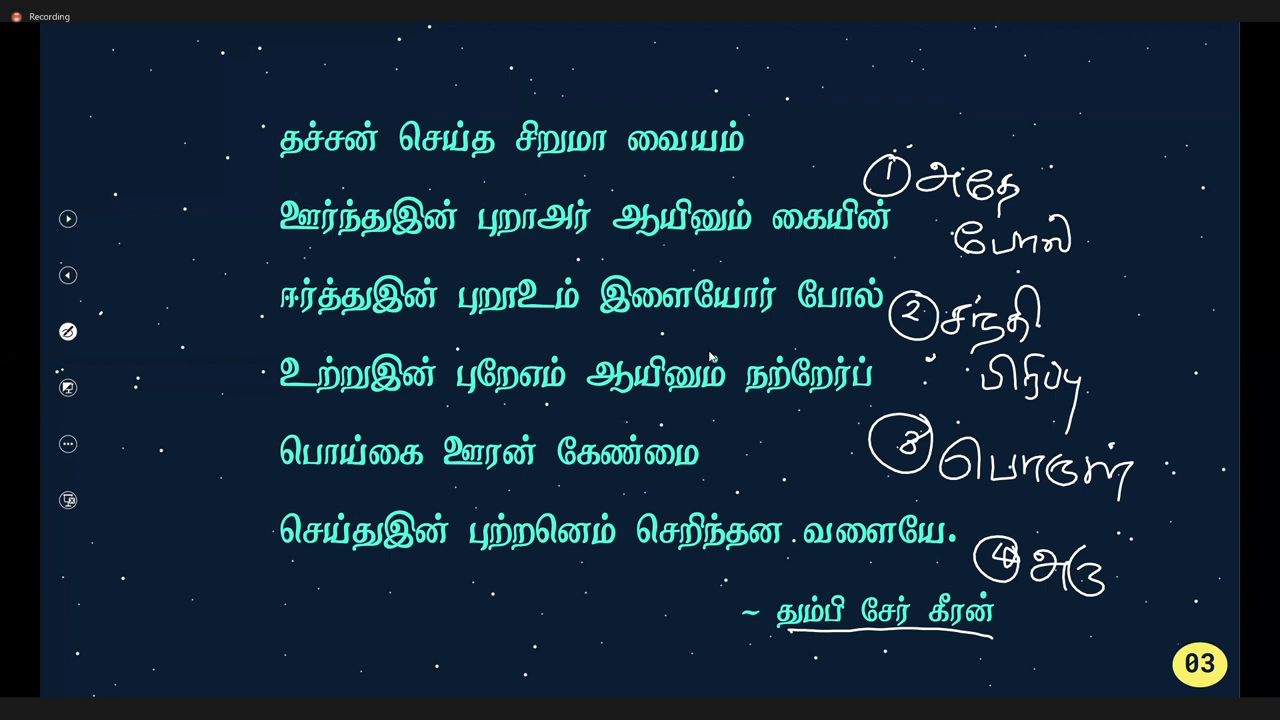 Recording
தச்சன் செய்த சிறுமா வையம்
ஊர்ந்துஇன் புறாஅர் ஆயினும் கையின்
ஈர்த்துஇன் புறூஉம் இளையோர் போல்
உற்றுஇன் புறேஎம் ஆயினும் நற்றேர்ப்
பொய்கை ஊரன் கேண்மை
செய்துஇன் புற்றனெம் செறிந்தன வளையே.
~ தும்பி சேர் கீரன்
1 அதே
போல்
2 சந்தி
பிரிப்பு
3 பொருள்
4 அரு
03